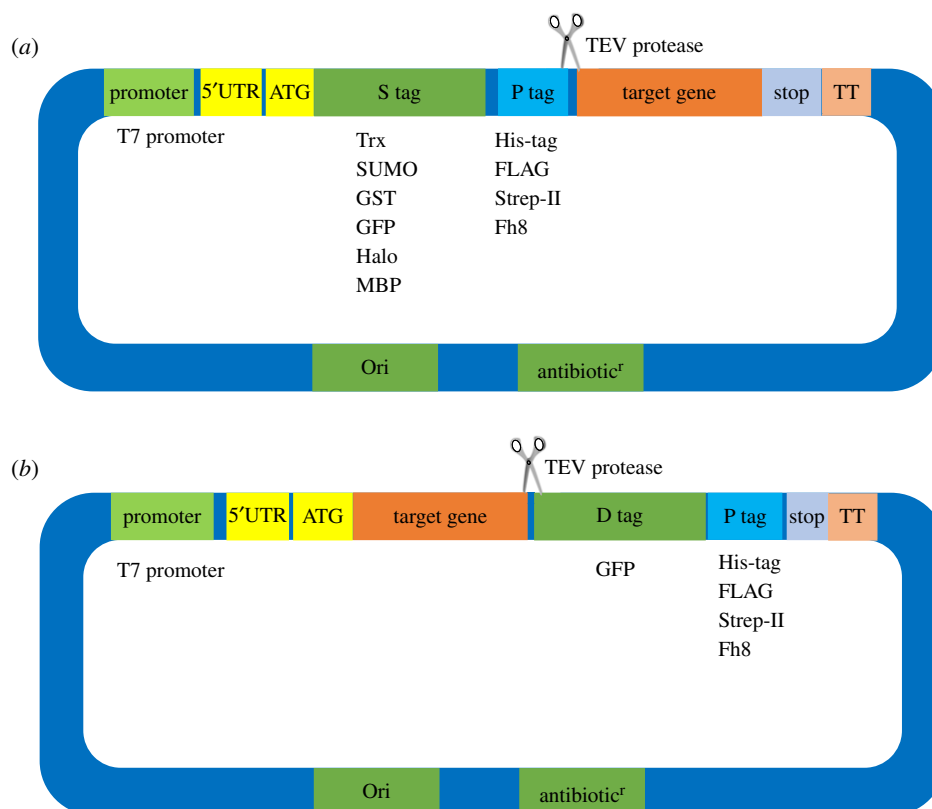 (a)
TEV protease
promoter 5′UTR ATG S tag P tag target gene stop TT
T7 promoter
Trx
SUMO
GST
GFP
Halo
MBP
His-tag
FLAG
Strep-II
Fh8
Ori
antibioticʳ
(b)
TEV protease
promoter 5′UTR ATG target gene D tag P tag stop TT
T7 promoter
GFP
His-tag
FLAG
Strep-II
Fh8
Ori
antibioticʳ